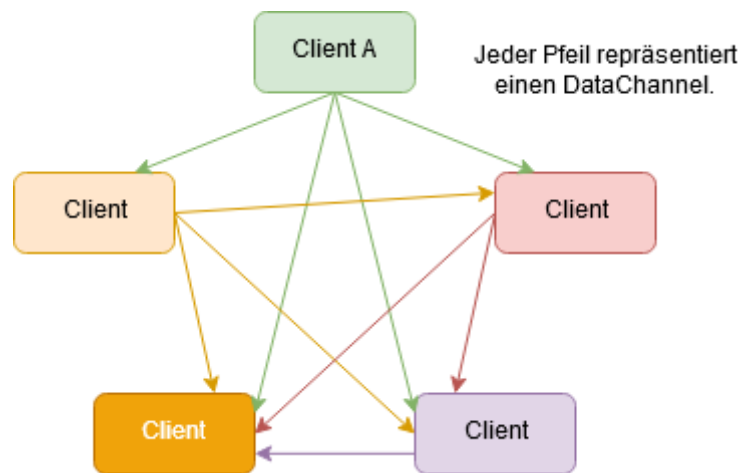 Client A
Jeder Pfeil repräsentiert
einen DataChannel.
Client
Client
Client
Client